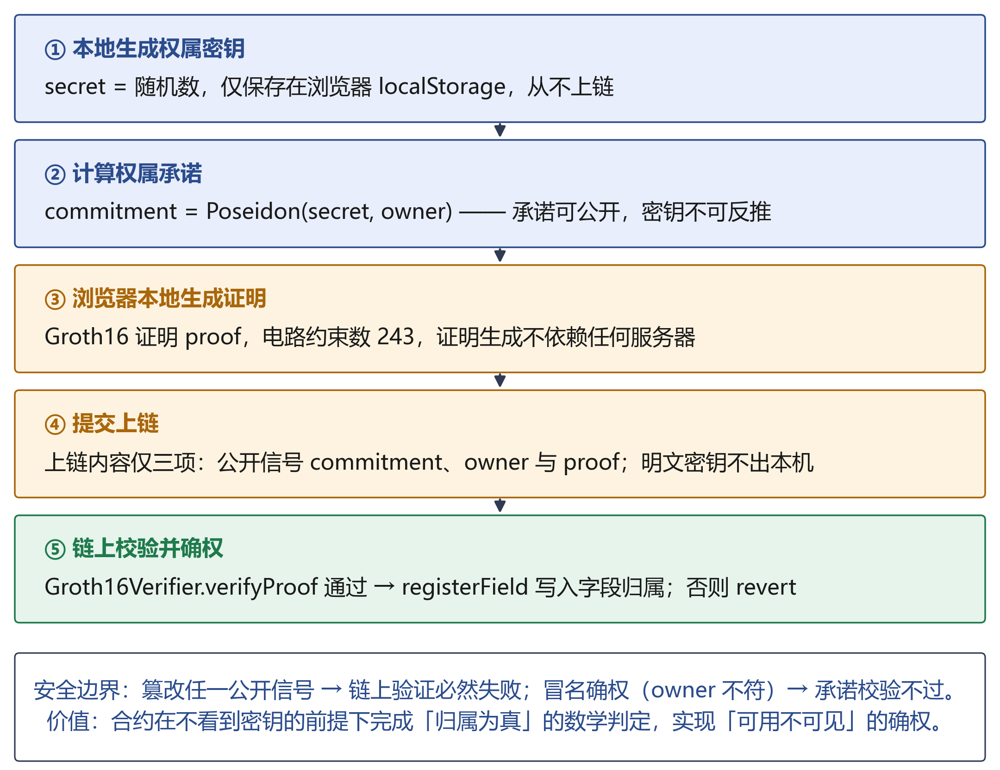 ① 本地生成权属密钥
secret = 随机数，仅保存在浏览器 localStorage，从不上链
② 计算权属承诺
commitment = Poseidon(secret, owner) —— 承诺可公开，密钥不可反推
③ 浏览器本地生成证明
Groth16 证明 proof，电路约束数 243，证明生成不依赖任何服务器
④ 提交上链
上链内容仅三项：公开信号 commitment、owner 与 proof；明文密钥不出本机
⑤ 链上校验并确权
Groth16Verifier.verifyProof 通过 → registerField 写入字段归属；否则 revert
安全边界：篡改任一公开信号 → 链上验证必然失败；冒名确权（owner 不符）→ 承诺校验不过。
价值：合约在不看到密钥的前提下完成「归属为真」的数学判定，实现「可用不可见」的确权。